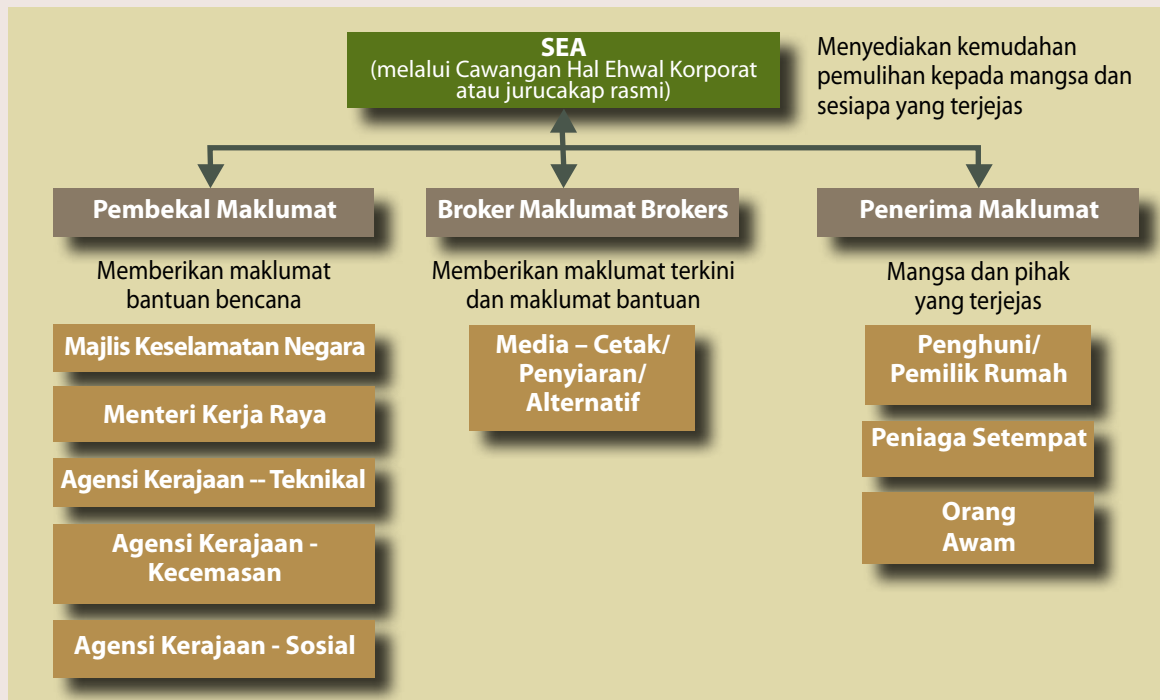 SEA
(melalui Cawangan Hal Ehwal Korporat
atau jurucakap rasmi)
Menyediakan kemudahan
pemulihan kepada mangsa dan
sesiapa yang terjejas
Pembekal Maklumat
Memberikan maklumat
bantuan bencana
Majlis Keselamatan Negara
Menteri Kerja Raya
Agensi Kerajaan -- Teknikal
Agensi Kerajaan -
Kecemasan
Agensi Kerajaan - Sosial
Broker Maklumat Brokers
Memberikan maklumat terkini
dan maklumat bantuan
Media – Cetak/
Penyiaran/
Alternatif
Penerima Maklumat
Mangsa dan pihak
yang terjejas
Penghuni/
Pemilik Rumah
Peniaga Setempat
Orang
Awam